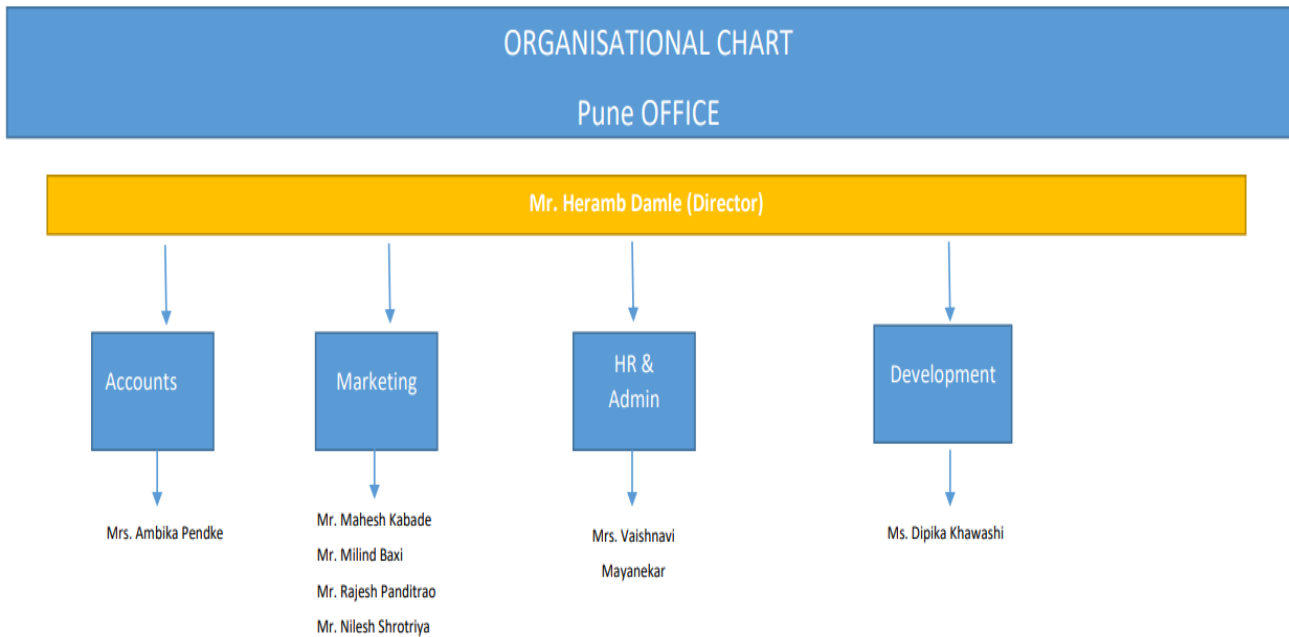 ORGANISATIONAL CHART
Pune OFFICE
Mr. Heramb Damle (Director)
Accounts
Marketing
HR &
Admin
Development
Mrs. Ambika Pendke
Mr. Mahesh Kabade
Mr. Milind Baxi
Mr. Rajesh Panditrao
Mr. Nilesh Shrotriya
Mrs. Vaishnavi
Mayanekar
Ms. Dipika Khawashi